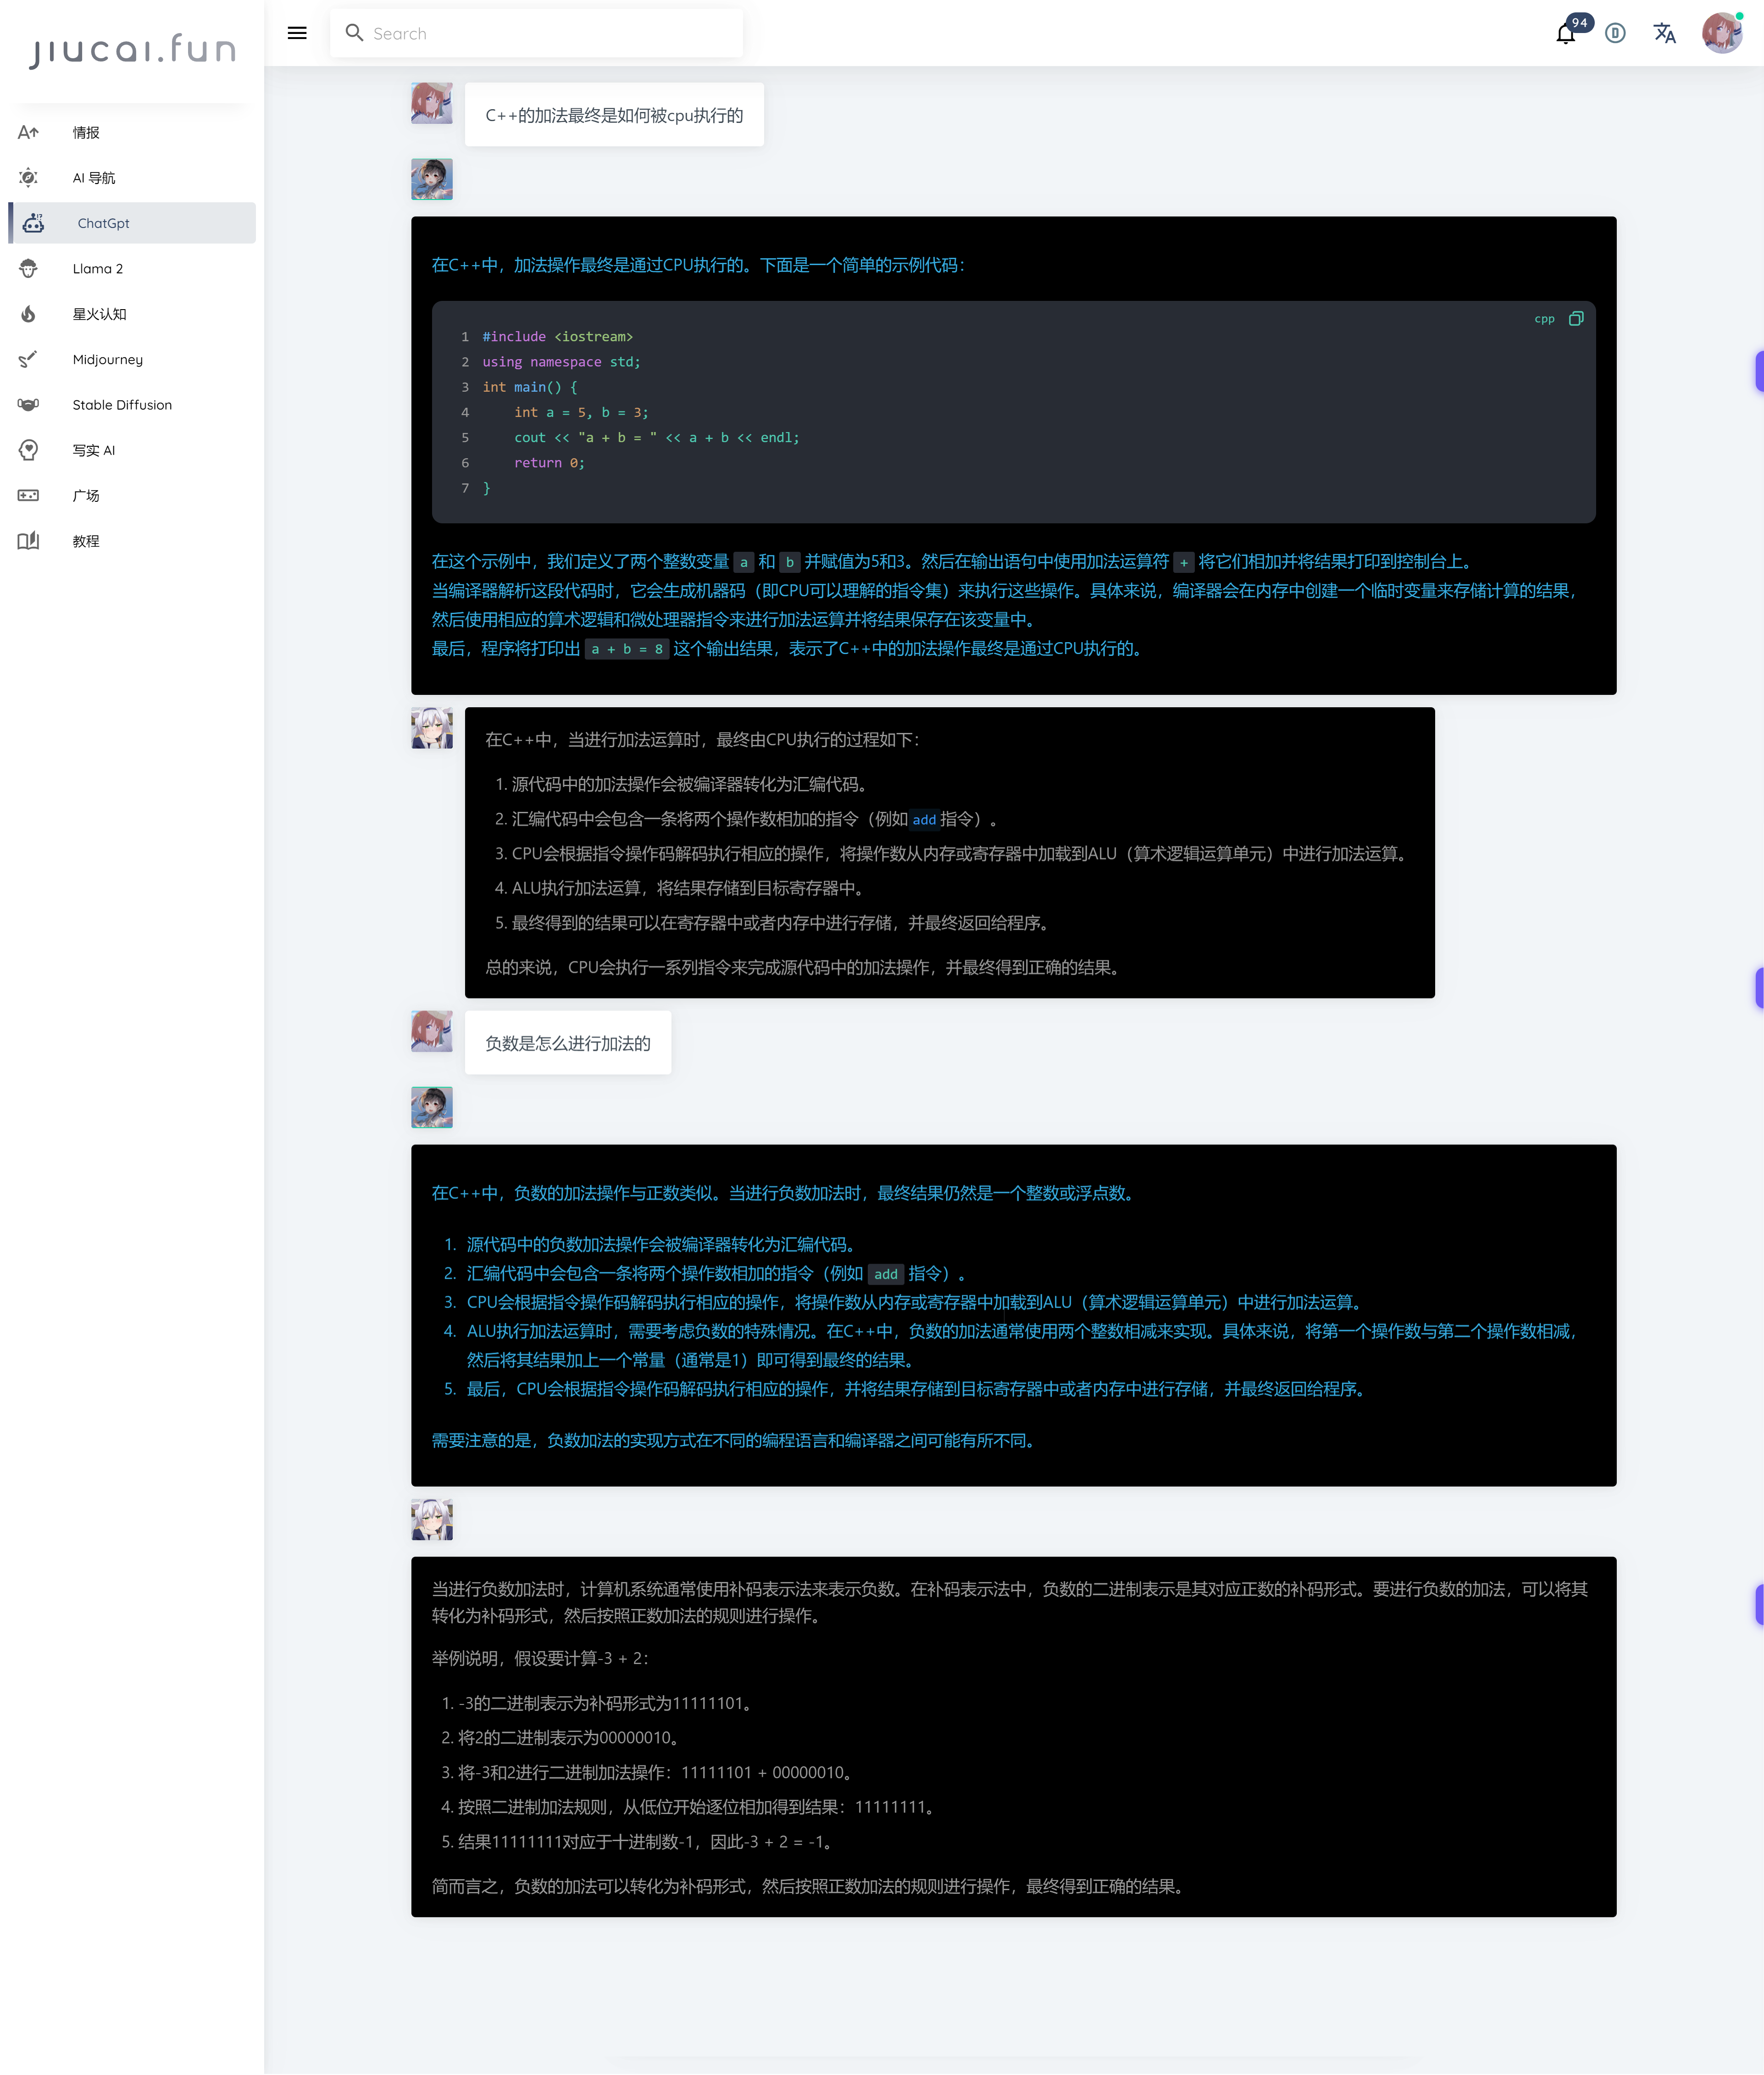 jiucai.fun
Search
94
情报
AI 导航
ChatGpt
Llama 2
星火认知
Midjourney
Stable Diffusion
写实 AI
广场
教程
C++的加法最终是如何被cpu执行的
在C++中，加法操作最终是通过CPU执行的。下面是一个简单的示例代码：
cpp
1 #include <iostream>
2 using namespace std;
3 int main() {
4     int a = 5, b = 3;
5     cout << "a + b = " << a + b << endl;
6     return 0;
7 }
在这个示例中，我们定义了两个整数变量 a 和 b 并赋值为5和3。然后在输出语句中使用加法运算符 + 将它们相加并将结果打印到控制台上。
当编译器解析这段代码时，它会生成机器码（即CPU可以理解的指令集）来执行这些操作。具体来说，编译器会在内存中创建一个临时变量来存储计算的结果，
然后使用相应的算术逻辑和微处理器指令来进行加法运算并将结果保存在该变量中。
最后，程序将打印出 a + b = 8 这个输出结果，表示了C++中的加法操作最终是通过CPU执行的。
在C++中，当进行加法运算时，最终由CPU执行的过程如下：
1. 源代码中的加法操作会被编译器转化为汇编代码。
2. 汇编代码中会包含一条将两个操作数相加的指令（例如add指令）。
3. CPU会根据指令操作码解码执行相应的操作，将操作数从内存或寄存器中加载到ALU（算术逻辑运算单元）中进行加法运算。
4. ALU执行加法运算，将结果存储到目标寄存器中。
5. 最终得到的结果可以在寄存器中或者内存中进行存储，并最终返回给程序。
总的来说，CPU会执行一系列指令来完成源代码中的加法操作，并最终得到正确的结果。
负数是怎么进行加法的
在C++中，负数的加法操作与正数类似。当进行负数加法时，最终结果仍然是一个整数或浮点数。
1. 源代码中的负数加法操作会被编译器转化为汇编代码。
2. 汇编代码中会包含一条将两个操作数相加的指令（例如 add 指令）。
3. CPU会根据指令操作码解码执行相应的操作，将操作数从内存或寄存器中加载到ALU（算术逻辑运算单元）中进行加法运算。
4. ALU执行加法运算时，需要考虑负数的特殊情况。在C++中，负数的加法通常使用两个整数相减来实现。具体来说，将第一个操作数与第二个操作数相减，
然后将其结果加上一个常量（通常是1）即可得到最终的结果。
5. 最后，CPU会根据指令操作码解码执行相应的操作，并将结果存储到目标寄存器中或者内存中进行存储，并最终返回给程序。
需要注意的是，负数加法的实现方式在不同的编程语言和编译器之间可能有所不同。
当进行负数加法时，计算机系统通常使用补码表示法来表示负数。在补码表示法中，负数的二进制表示是其对应正数的补码形式。要进行负数的加法，可以将其
转化为补码形式，然后按照正数加法的规则进行操作。
举例说明，假设要计算-3 + 2：
1. -3的二进制表示为补码形式为11111101。
2. 将2的二进制表示为00000010。
3. 将-3和2进行二进制加法操作：11111101 + 00000010。
4. 按照二进制加法规则，从低位开始逐位相加得到结果：11111111。
5. 结果11111111对应于十进制数-1，因此-3 + 2 = -1。
简而言之，负数的加法可以转化为补码形式，然后按照正数加法的规则进行操作，最终得到正确的结果。